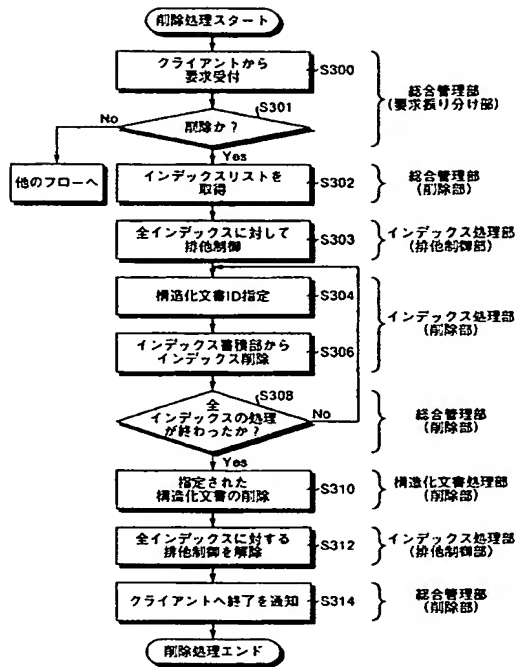 削除処理スタート
クライアントから
要求受付
S300
総合管理部
(要求振り分け部)
S301
No
削除か?
Yes
他のフローへ
インデックスリストを
取得
S302
総合管理部
(削除部)
全インデックスに対して
排他制御
S303
インデックス処理部
(排他制御部)
構造化文書ID指定
S304
インデックス蓄積部から
インデックス削除
S306
インデックス処理部
(削除部)
S308
全
インデックスの処理
が終わったか?
No
Yes
総合管理部
(削除部)
指定された
構造化文書の削除
S310
構造化文書処理部
(削除部)
全インデックスに対する
排他制御を解除
S312
インデックス処理部
(排他制御部)
クライアントへ終了を通知
S314
総合管理部
(削除部)
削除処理エンド